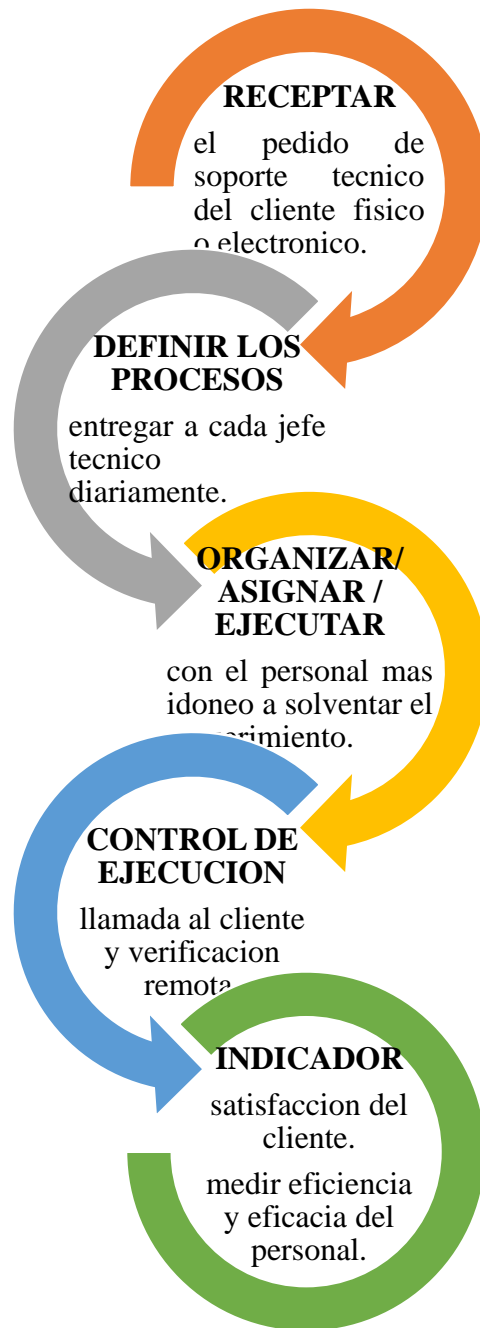 RECEPTAR
el pedido de
soporte tecnico
del cliente fisico
o electronico.
DEFINIR LOS
PROCESOS
entregar a cada jefe
tecnico
diariamente.
ORGANIZAR/
ASIGNAR /
EJECUTAR
con el personal mas
idoneo a solventar el
CONTROL DE
EJECUCION
llamada al cliente
y verificacion
remota
INDICADOR
satisfaccion del
cliente.
medir eficiencia
y eficacia del
personal.